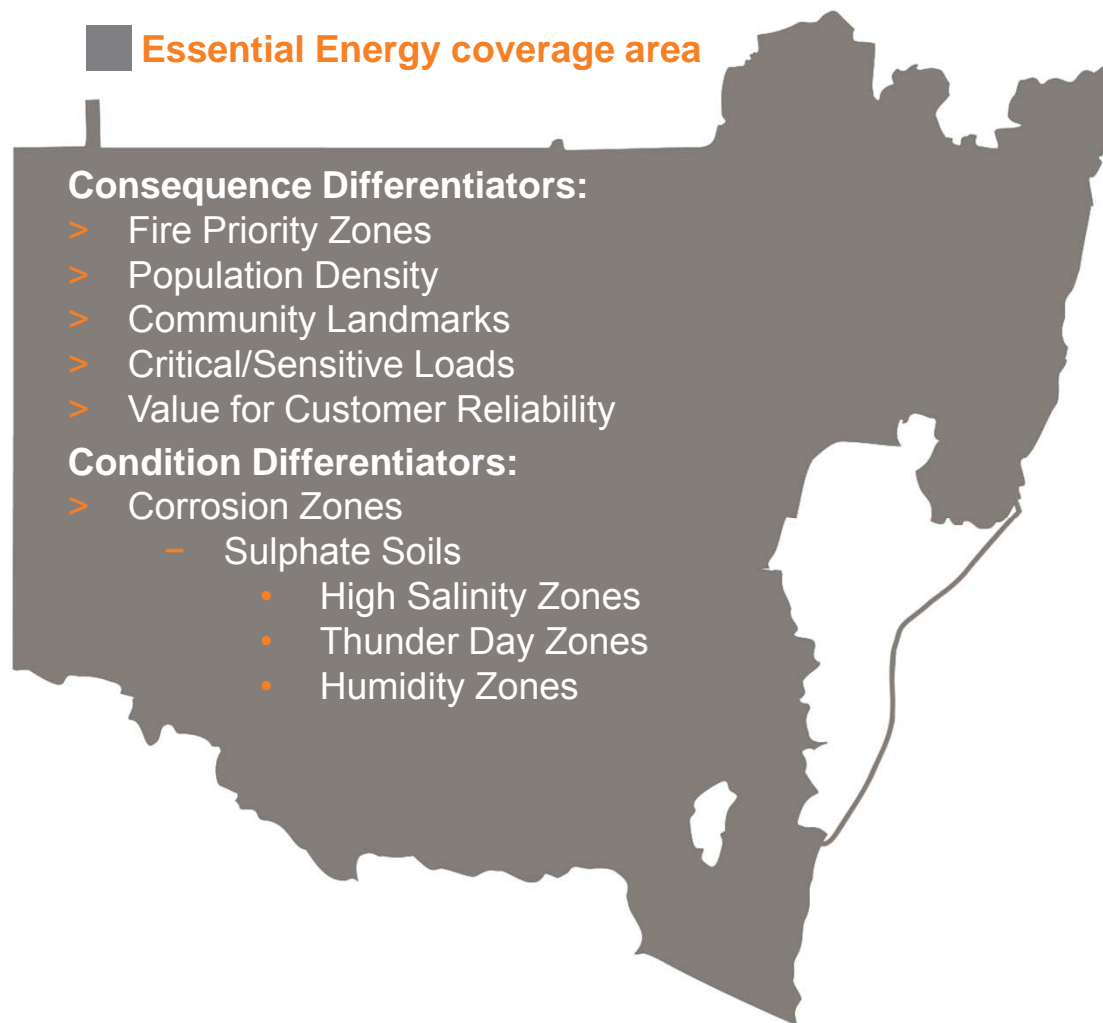 Essential Energy coverage area
Consequence Differentiators:
> Fire Priority Zones
> Population Density
> Community Landmarks
> Critical/Sensitive Loads
> Value for Customer Reliability
Condition Differentiators:
> Corrosion Zones
– Sulphate Soils
• High Salinity Zones
• Thunder Day Zones
• Humidity Zones